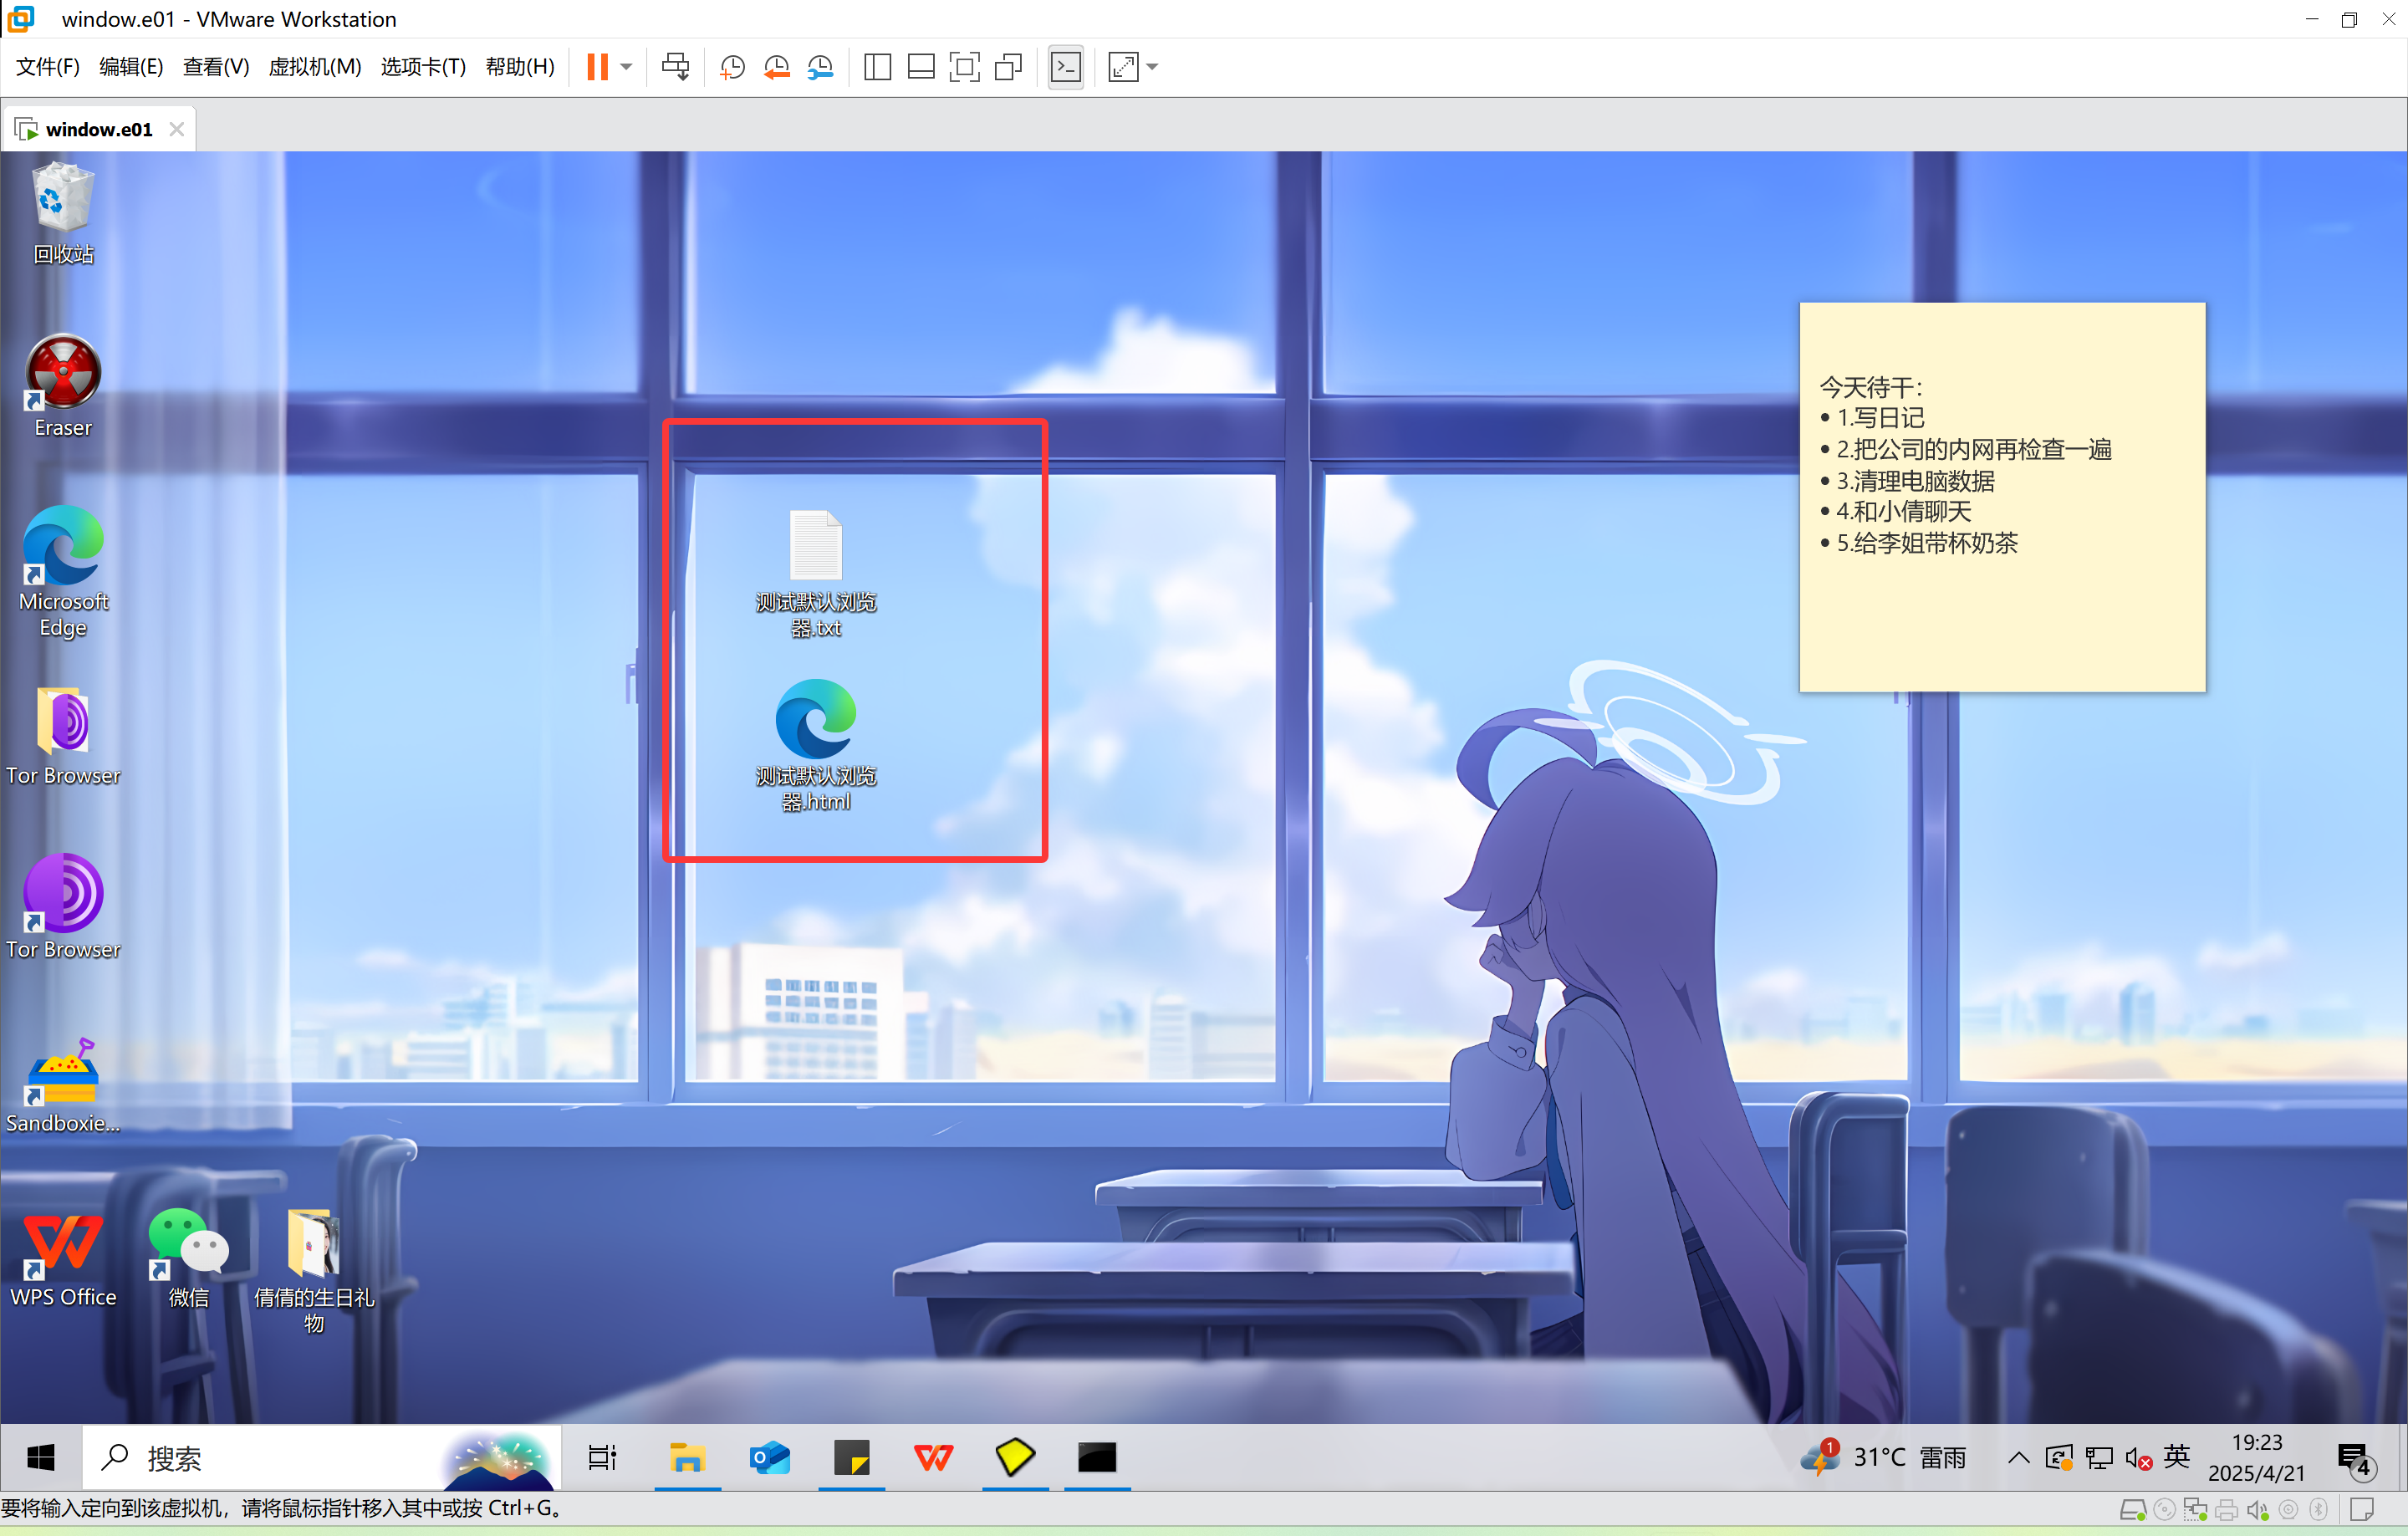 window.e01 - VMware Workstation
文件(F) 编辑(E) 查看(V) 虚拟机(M) 选项卡(T) 帮助(H)
window.e01
回收站
Eraser
Microsoft
Edge
Tor Browser
Tor Browser
Sandboxie...
WPS Office
微信
倩倩的生日礼
物
测试默认浏览
器.txt
测试默认浏览
器.html
今天待干：
• 1.写日记
• 2.把公司的内网再检查一遍
• 3.清理电脑数据
• 4.和小倩聊天
• 5.给李姐带杯奶茶
搜索
1
31°C 雷雨
英
19:23
2025/4/21
4
要将输入定向到该虚拟机，请将鼠标指针移入其中或按 Ctrl+G。